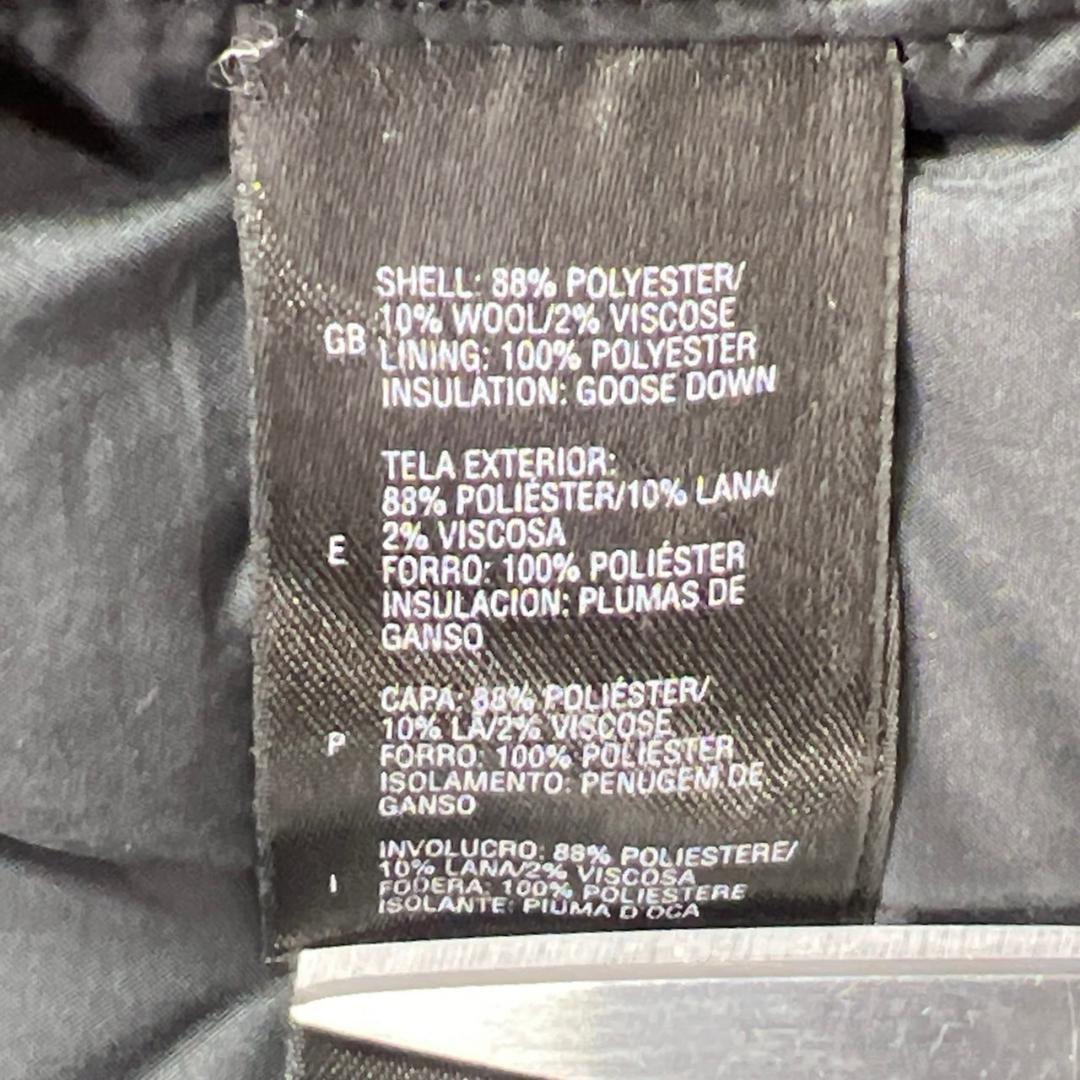 GB
SHELL: 88% POLYESTER/
10% WOOL/2% VISCOSE
LINING: 100% POLYESTER
INSULATION: GOOSE DOWN
E
TELA EXTERIOR:
88% POLIÉSTER/10% LANA/
2% VISCOSA
FORRO: 100% POLIÉSTER
INSULACION: PLUMAS DE
GANSO
P
CAPA: 88% POLIÉSTER/
10% LA/2% VISCOSE
FORRO: 100% POLIÉSTER
ISOLAMENTO: PENUGEM DE
GANSO
I
INVOLUCRO: 88% POLIESTERE/
10% LANA/2% VISCOSA
FODERA: 100% POLIESTERE
ISOLANTE: PIUMA D'OCA